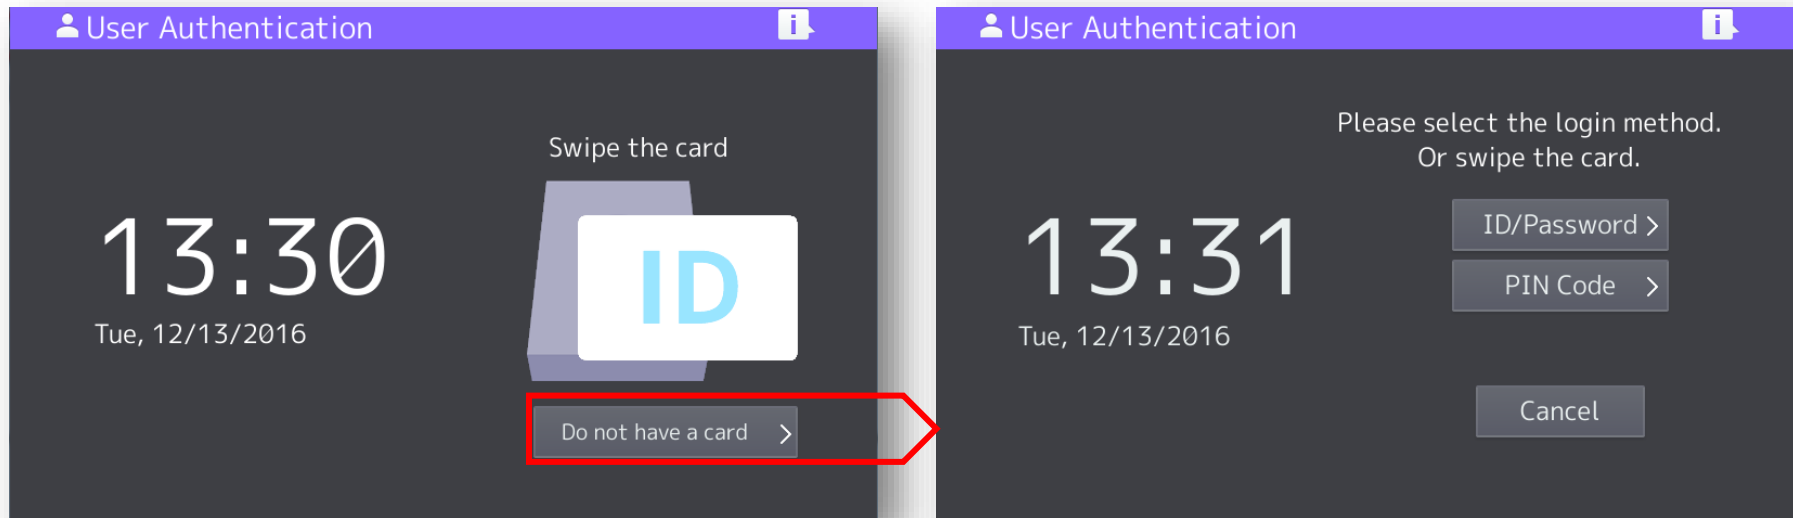 User Authentication
i
Swipe the card
13:30
Tue, 12/13/2016
ID
Do not have a card
User Authentication
i
Please select the login method.
Or swipe the card.
13:31
Tue, 12/13/2016
ID/Password
PIN Code
Cancel